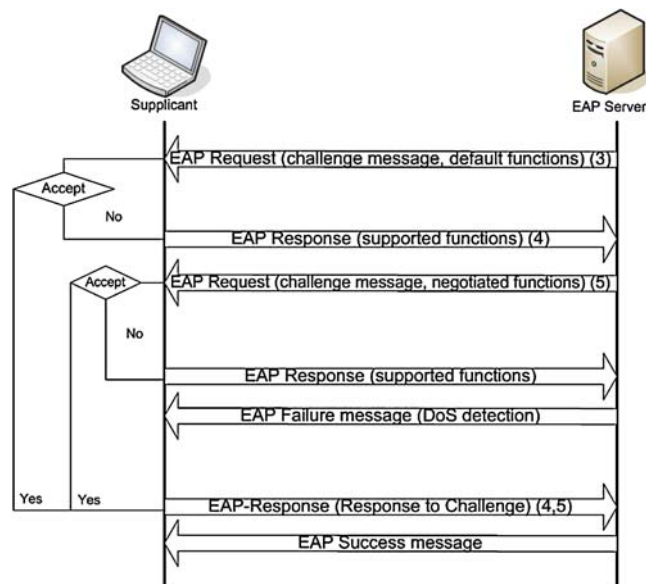 Supplicant
EAP Server
EAP Request (challenge message, default functions) (3)
Accept
No
EAP Response (supported functions) (4)
EAP Request (challenge message, negotiated functions) (5)
Accept
No
EAP Response (supported functions)
EAP Failure message (DoS detection)
Yes
Yes
EAP-Response (Response to Challenge) (4,5)
EAP Success message